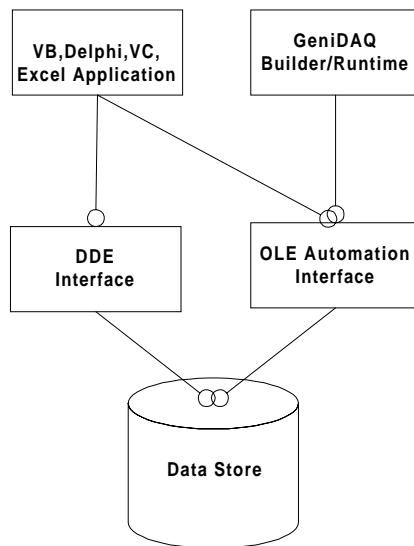 VB,Delphi,VC,
Excel Application
GeniDAQ
Builder/Runtime
DDE
Interface
OLE Automation
Interface
Data Store